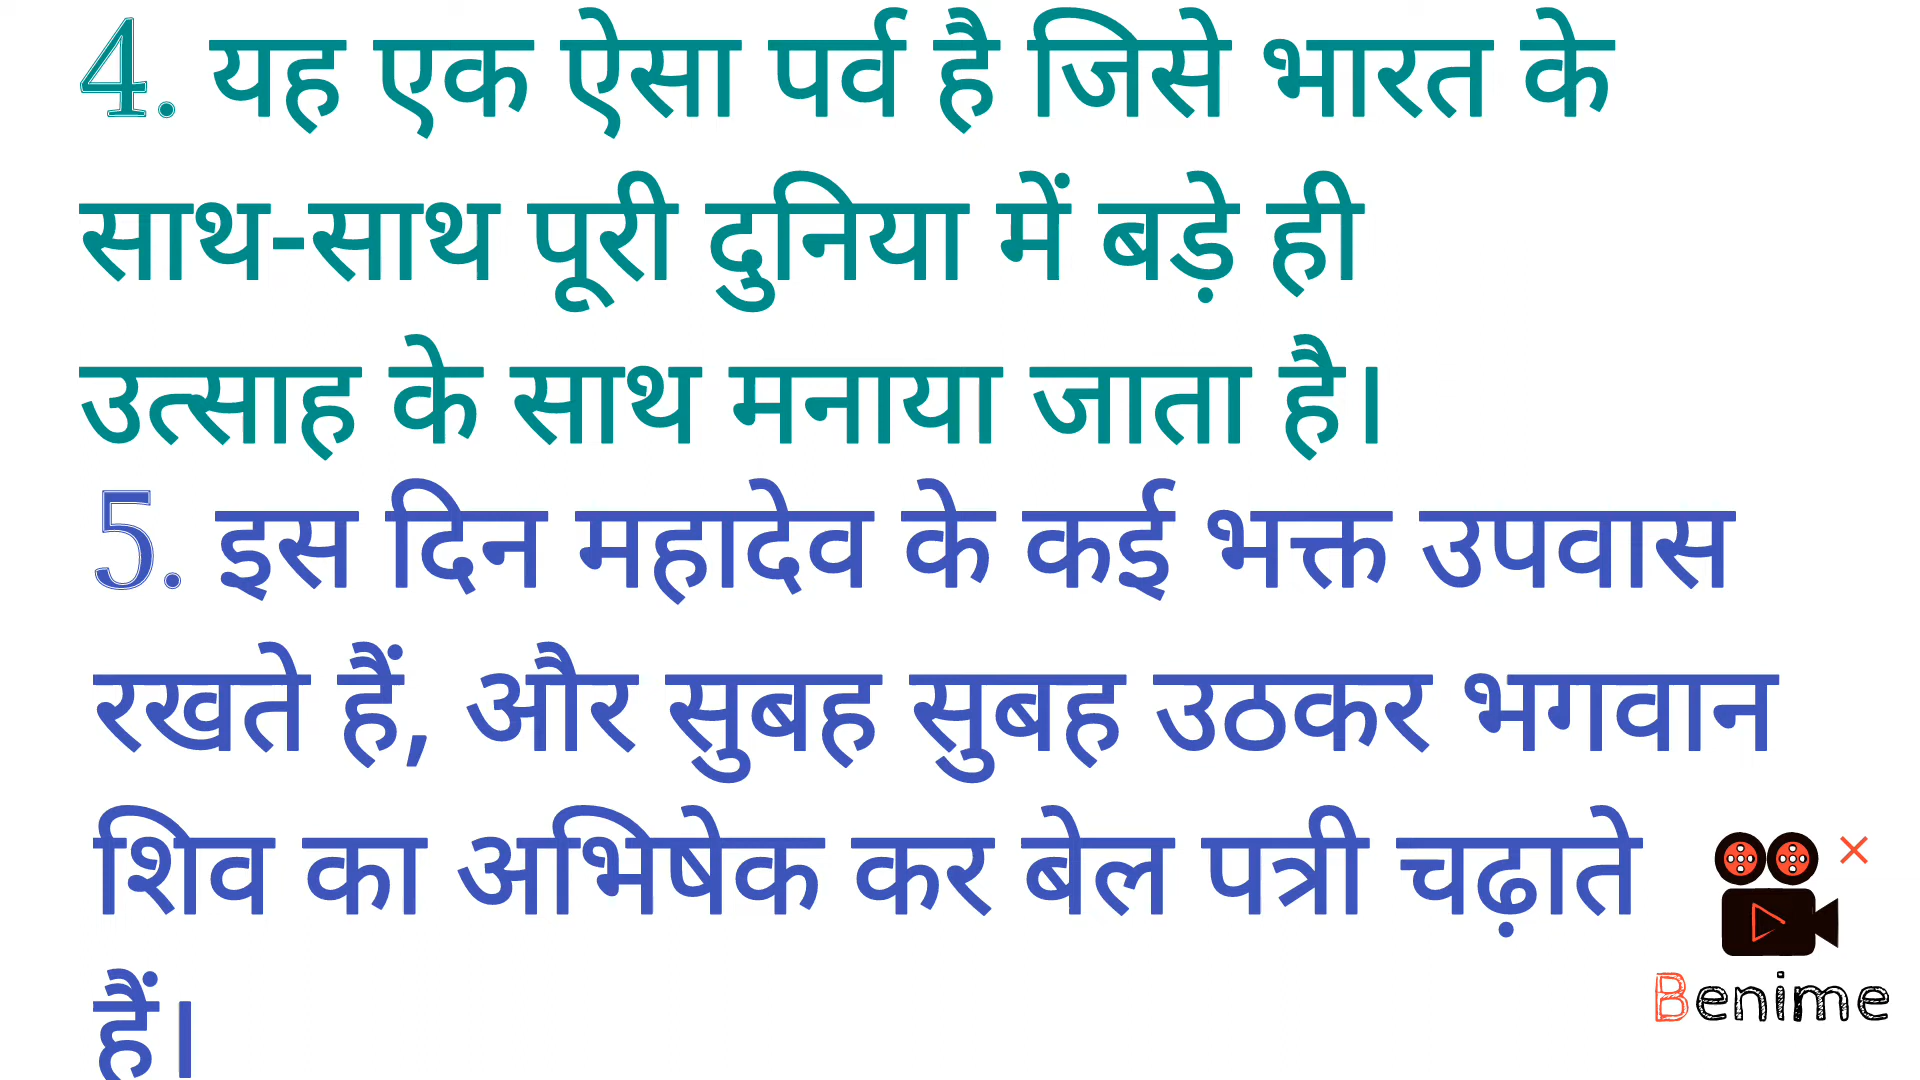 4. यह एक ऐसा पर्व है जिसे भारत के
साथ-साथ पूरी दुनिया में बड़े ही
उत्साह के साथ मनाया जाता है।
5. इस दिन महादेव के कई भक्त उपवास
रखते हैं, और सुबह सुबह उठकर भगवान
शिव का अभिषेक कर बेल पत्री चढ़ाते
हैं।
Benime